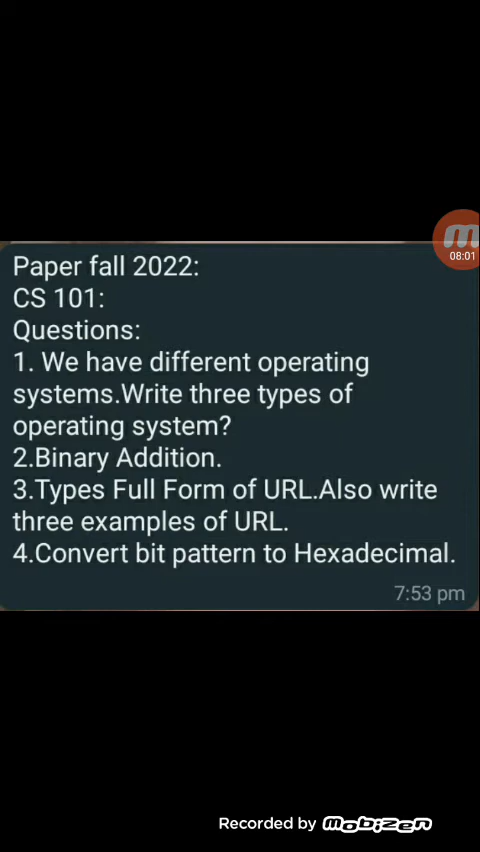 08:01
Paper fall 2022:
CS 101:
Questions:
1. We have different operating
systems.Write three types of
operating system?
2.Binary Addition.
3.Types Full Form of URL.Also write
three examples of URL.
4.Convert bit pattern to Hexadecimal.
7:53 pm
Recorded by mobizen